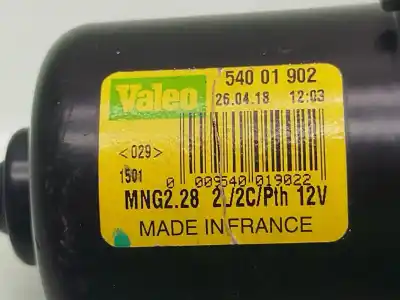 Valeo 540 01 902
26.04.18 12:03
<029>
1501
0 009540 019022
MNG2.28 2L/2C/Pth 12V
MADE IN FRANCE